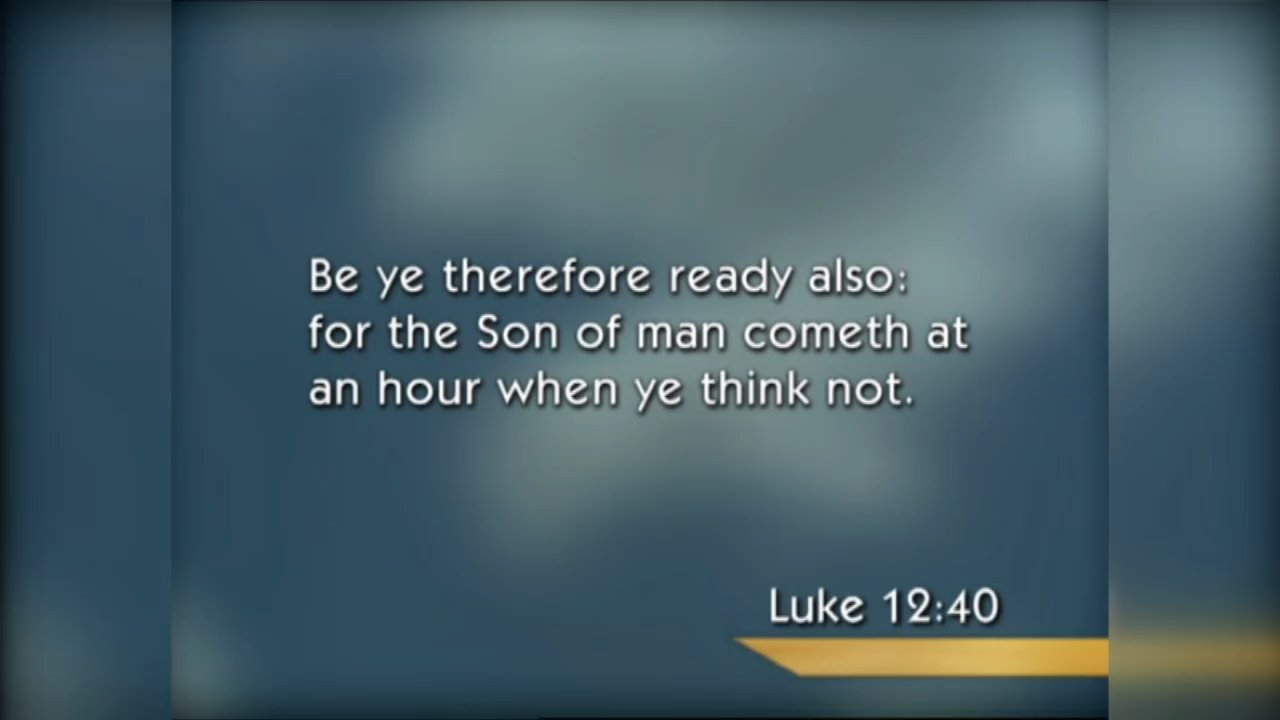 Be ye therefore ready also:
for the Son of man cometh at
an hour when ye think not.
Luke 12:40